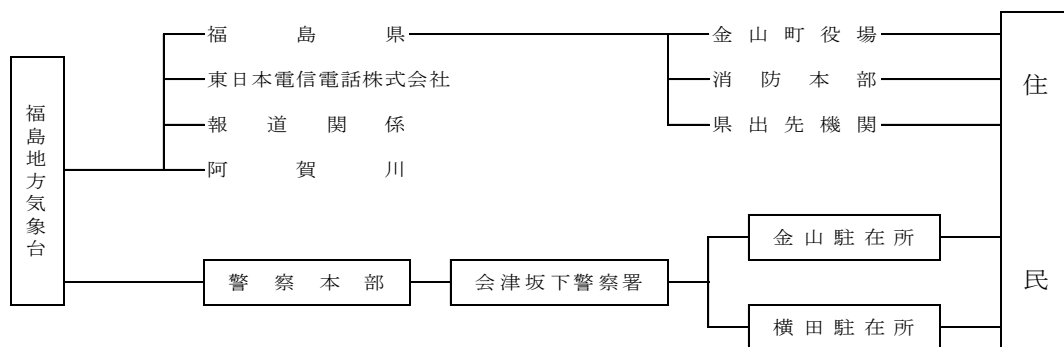 福島地方気象台
福島県
東日本電信電話株式会社
報道関係
阿賀川
金山町役場
消防本部
県出先機関
警察本部
会津坂下警察署
金山駐在所
横田駐在所
住民